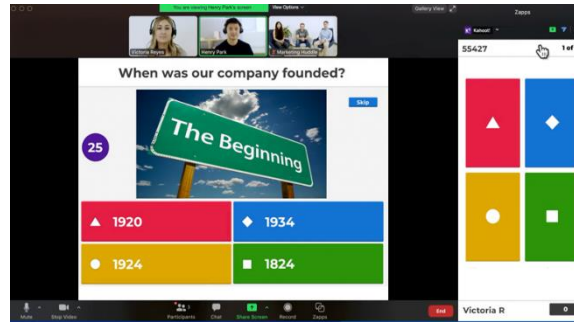 You are viewing Henry Park's screen
View Options
Gallery View
Zapps
Victoria Reyes
Henry Park
Marketing Huddle
Kahoot!
55427
1 of
When was our company founded?
Skip
25
The Beginning
1920
1934
1924
1824
Mute
Stop Video
Participants
Chat
Share Screen
Record
Zapps
End
Victoria R
0